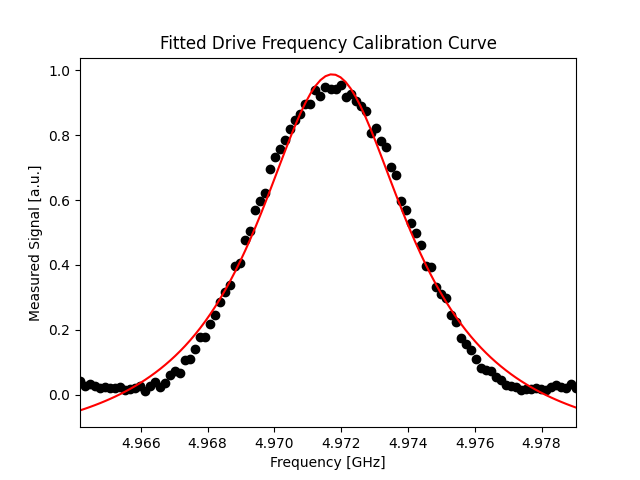 Fitted Drive Frequency Calibration Curve
Measured Signal [a.u.]
1.0
0.8
0.6
0.4
0.2
0.0
4.966 4.968 4.970 4.972 4.974 4.976 4.978
Frequency [GHz]